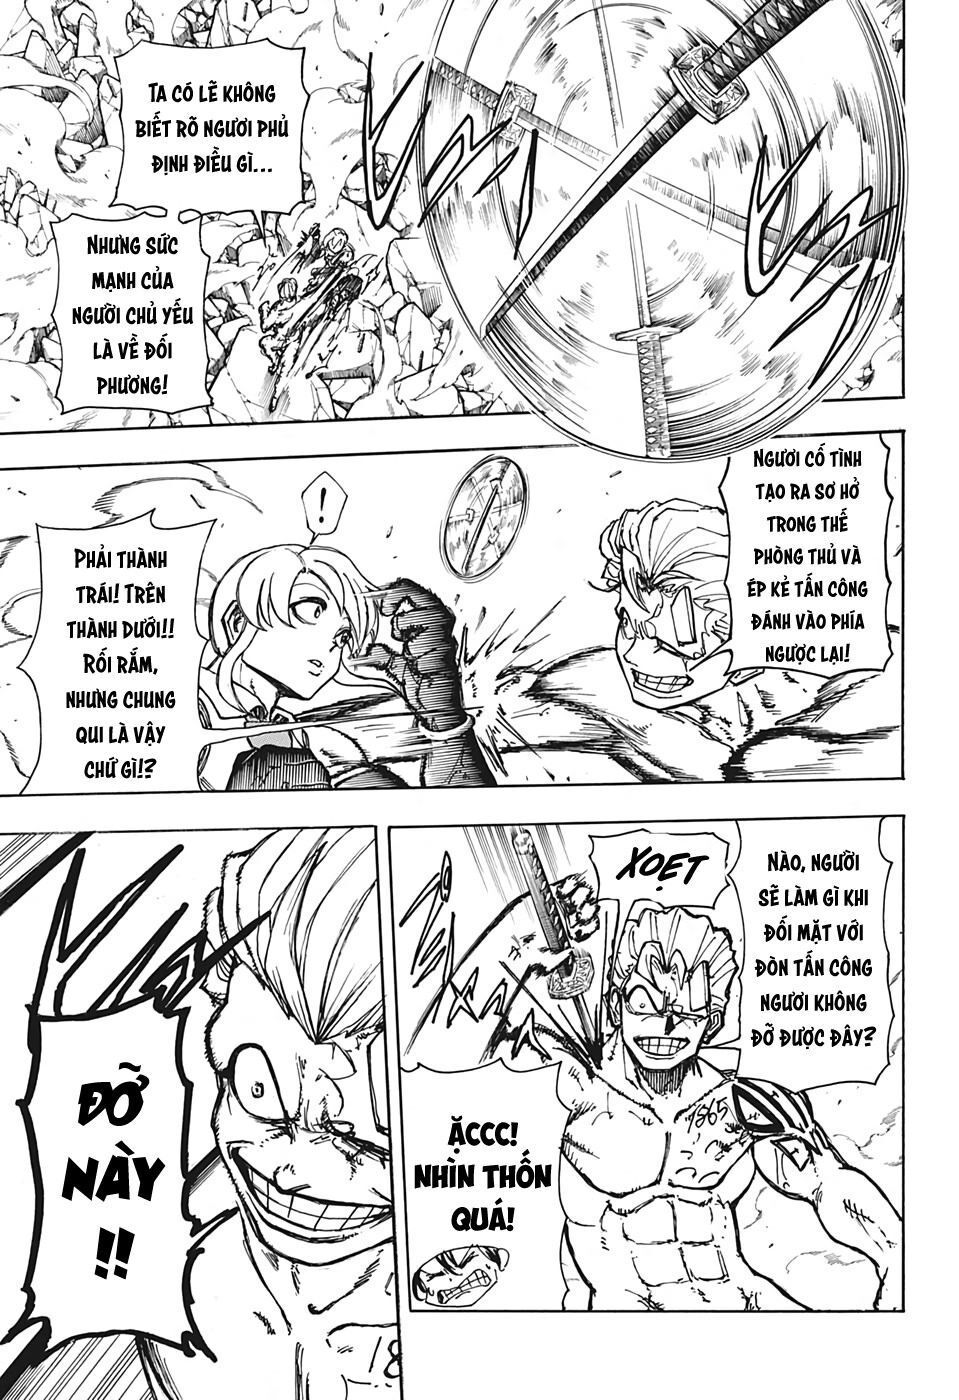 TA CÓ LẼ KHÔNG
BIẾT RÕ NGƯƠI PHỦ
ĐỊNH ĐIỀU GÌ...
NHƯNG SỨC
MẠNH CỦA
NGƯỜI CHỦ YẾU
LÀ VỀ ĐỐI
PHƯƠNG!
NGƯƠI CỐ TÌNH
TẠO RA SƠ HỞ
TRONG THẾ
PHÒNG THỦ VÀ
ÉP KẺ TẤN CÔNG
ĐÁNH VÀO PHÍA
NGƯỢC LẠI!
!
PHẢI THÀNH
TRÁI! TRÊN
THÀNH DƯỚI!!
RỐI RẮM,
NHƯNG CHUNG
QUI LÀ VẬY
CHỨ GÌ!?
NÀO, NGƯỜI
SẼ LÀM GÌ KHI
ĐỐI MẶT VỚI
ĐÒN TẤN CÔNG
NGƯƠI KHÔNG
ĐỠ ĐƯỢC ĐÂY?
XOẸT
ẶCCC!
NHÌN THỐN
QUÁ!
ĐỠ
NÀY
!!
18